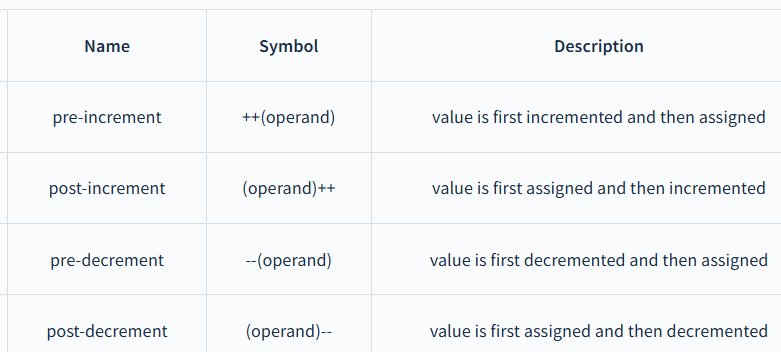 Name Symbol Description
pre-increment ++(operand) value is first incremented and then assigned
post-increment (operand)++ value is first assigned and then incremented
pre-decrement --(operand) value is first decremented and then assigned
post-decrement (operand)-- value is first assigned and then decremented